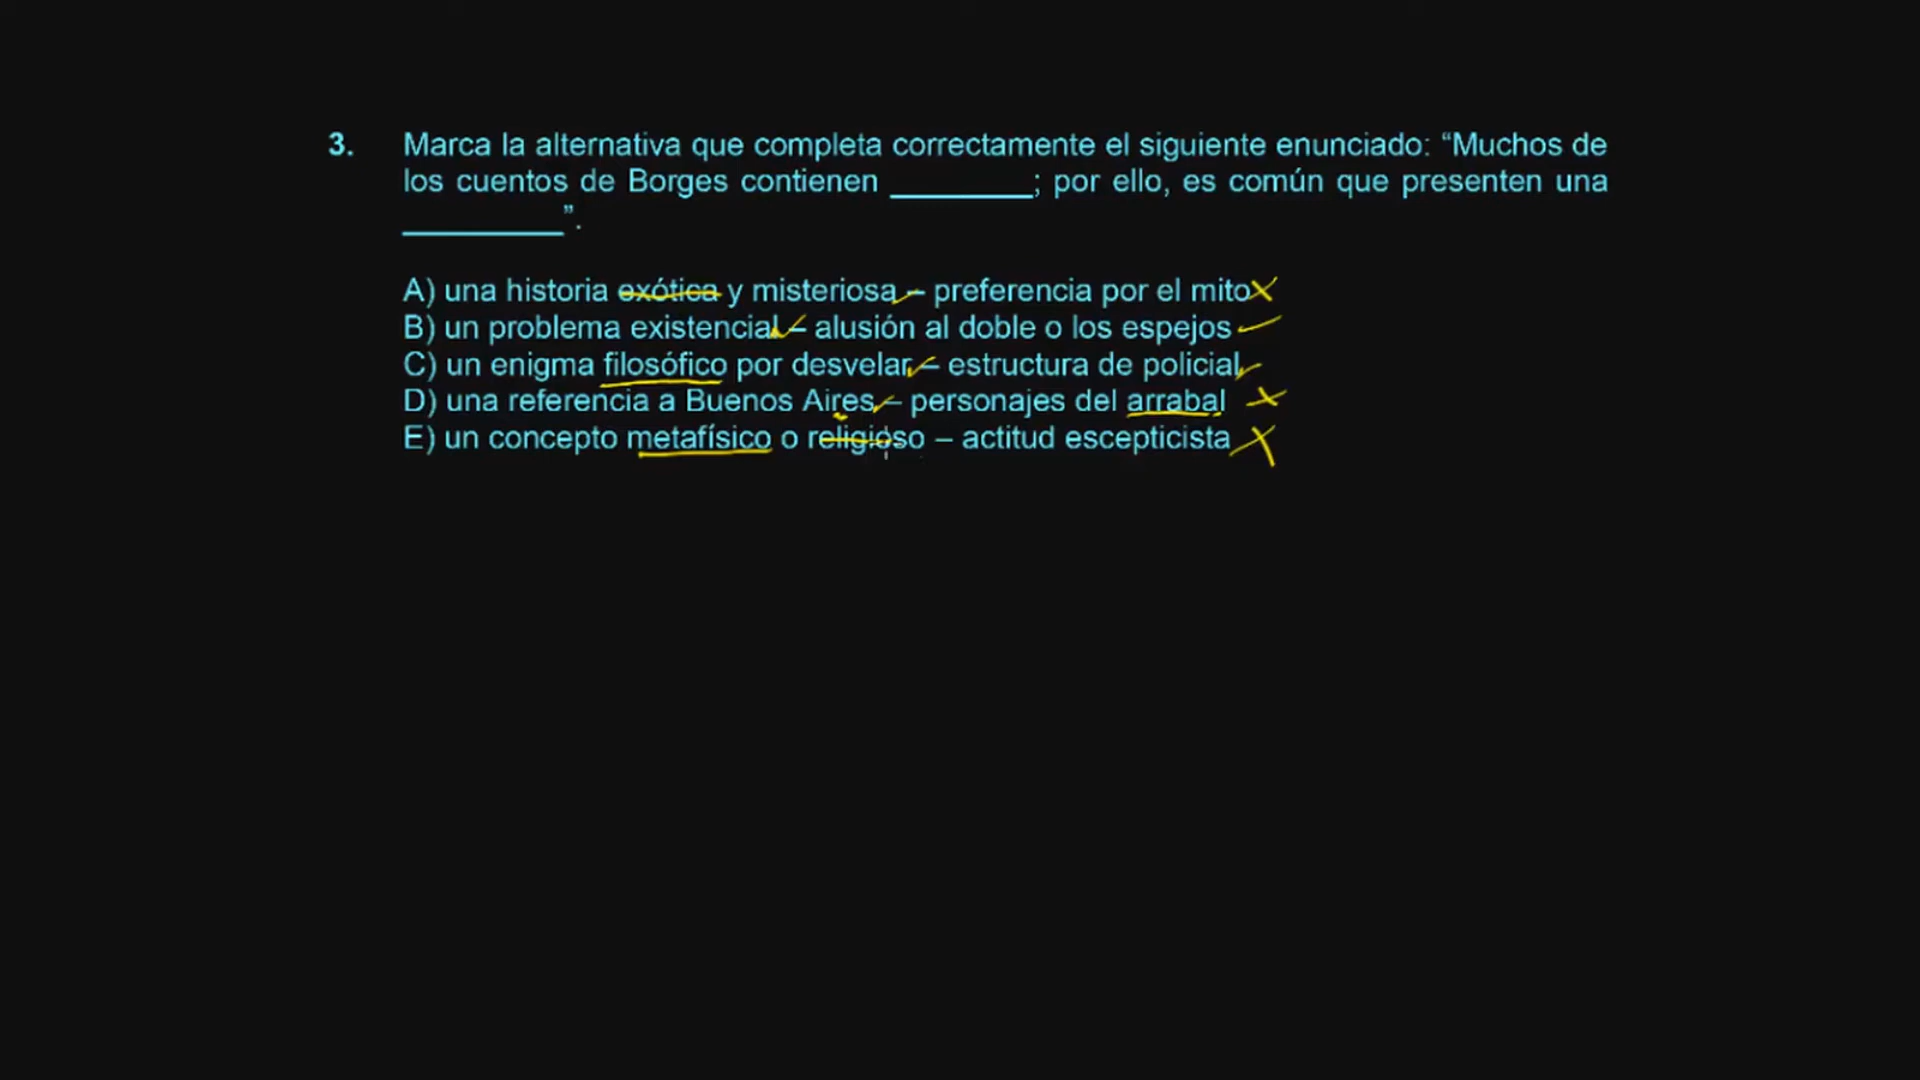 3. Marca la alternativa que completa correctamente el siguiente enunciado: “Muchos de
los cuentos de Borges contienen ________; por ello, es común que presenten una
_________”.
A) una historia exótica y misteriosa – preferencia por el mito
B) un problema existencial – alusión al doble o los espejos
C) un enigma filosófico por desvelar – estructura de policial
D) una referencia a Buenos Aires – personajes del arrabal
E) un concepto metafísico o religioso – actitud escepticista